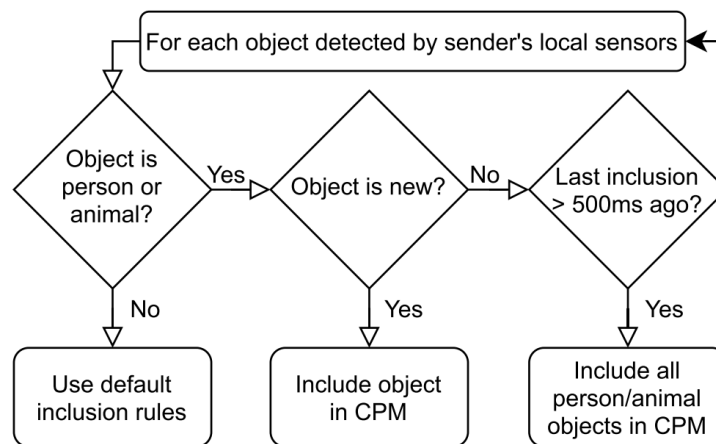 For each object detected by sender's local sensors
Object is
person or
animal?
Yes
Object is new?
No
Last inclusion
> 500ms ago?
No
Yes
Yes
Use default
inclusion rules
Include object
in CPM
Include all
person/animal
objects in CPM